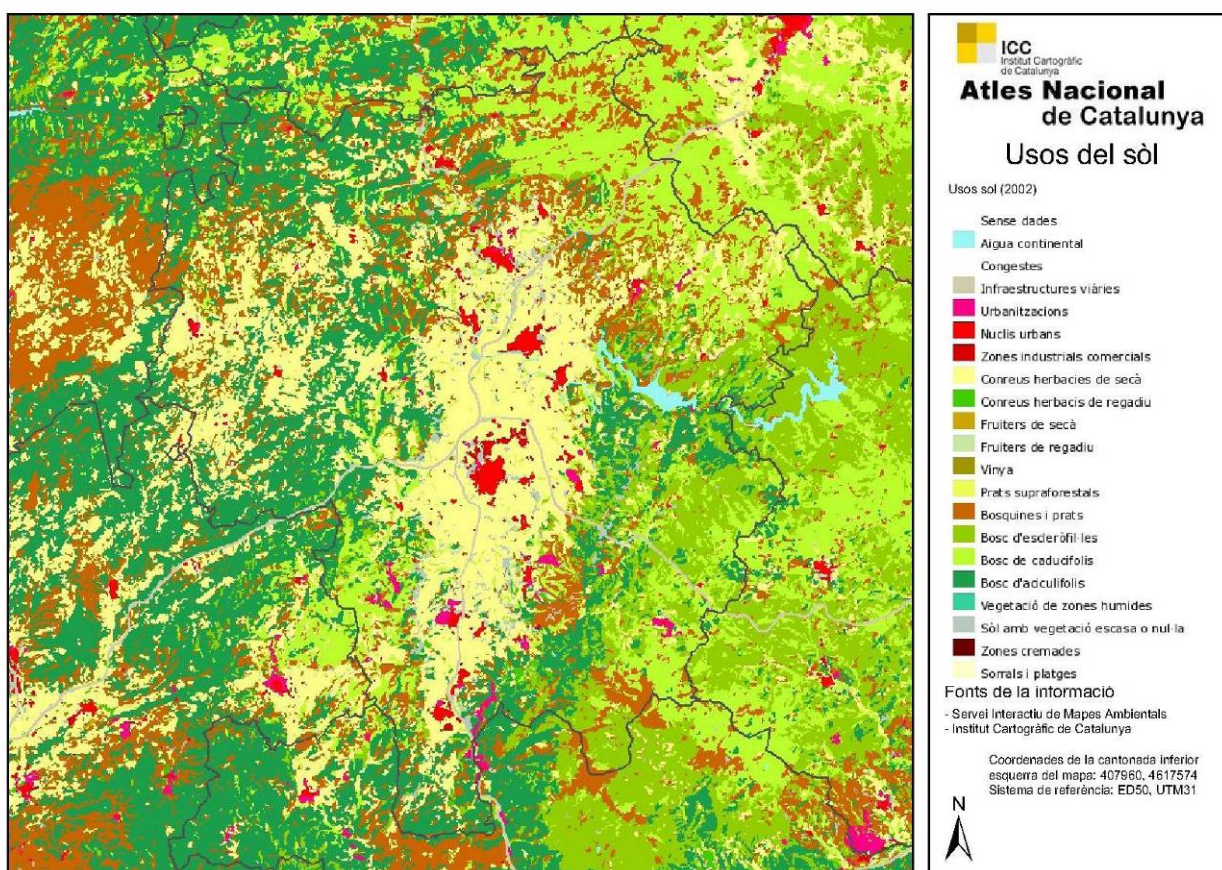 ICC
Institut Cartogràfic
de Catalunya
Atles Nacional
de Catalunya
Usos del sòl
Usos sol (2002)
Sense dades
Aigua continental
Congestes
Infraestructures viàries
Urbanitzacions
Nuclis urbans
Zones industrials comercials
Conreus herbacies de secà
Conreus herbacis de regadiu
Fruiters de secà
Fruiters de regadiu
Vinya
Prats supraforestals
Bosquines i prats
Bosc d'escleròfil·les
Bosc de caducifolis
Bosc d'aciculifolis
Vegetació de zones humides
Sòl amb vegetació escasa o nul·la
Zones cremades
Sorrals i platges
Fonts de la informació
- Servei Interactiu de Mapes Ambientals
- Institut Cartogràfic de Catalunya
Coordenades de la cantonada inferior
esquerra del mapa: 407960, 4617574
Sistema de referència: ED50, UTM31
N